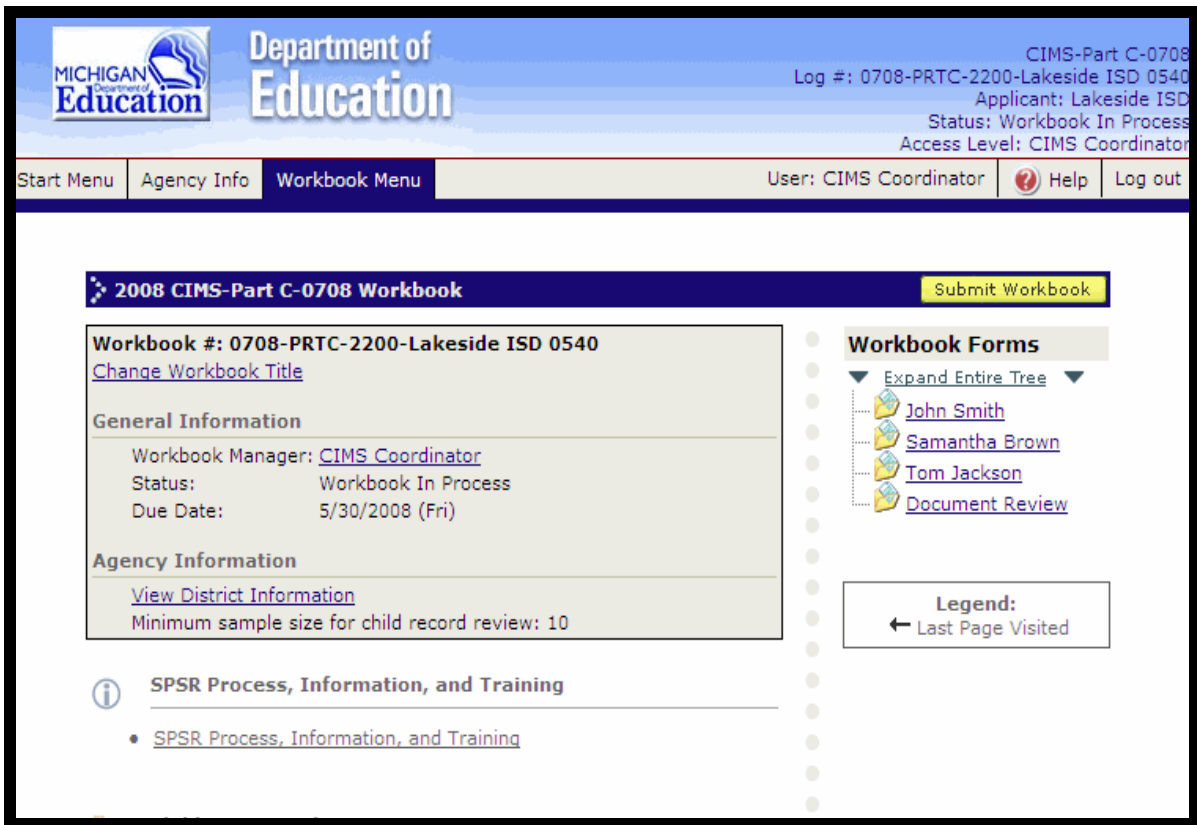 MICHIGAN
Department of
Education
Department of
Education
CIMS-Part C-0708
Log #: 0708-PRTC-2200-Lakeside ISD 0540
Applicant: Lakeside ISD
Status: Workbook In Process
Access Level: CIMS Coordinator
Start Menu Agency Info Workbook Menu User: CIMS Coordinator Help Log out
2008 CIMS-Part C-0708 Workbook Submit Workbook
Workbook #: 0708-PRTC-2200-Lakeside ISD 0540
Change Workbook Title
General Information
Workbook Manager: CIMS Coordinator
Status: Workbook In Process
Due Date: 5/30/2008 (Fri)
Agency Information
View District Information
Minimum sample size for child record review: 10
SPSR Process, Information, and Training
• SPSR Process, Information, and Training
Workbook Forms
Expand Entire Tree
John Smith
Samantha Brown
Tom Jackson
Document Review
Legend:
Last Page Visited